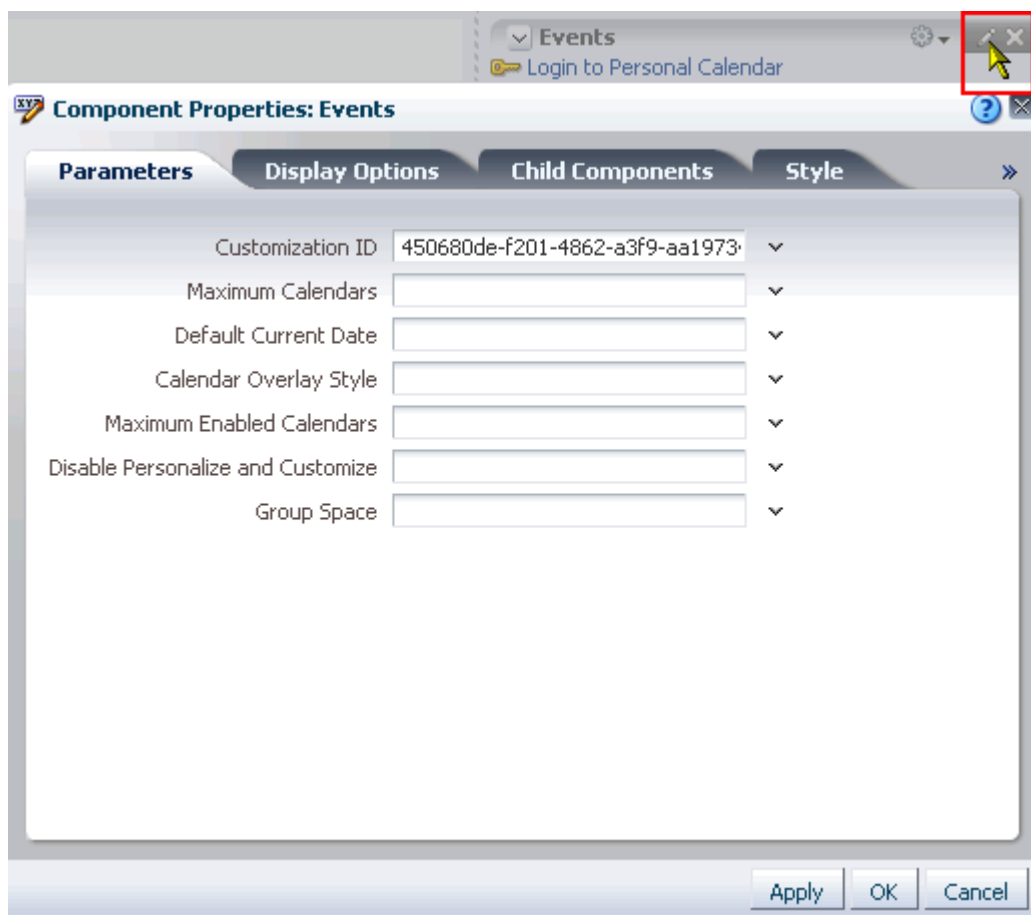 Events
Login to Personal Calendar
Component Properties: Events
Parameters Display Options Child Components Style
Customization ID 450680de-f201-4862-a3f9-aa1973
Maximum Calendars
Default Current Date
Calendar Overlay Style
Maximum Enabled Calendars
Disable Personalize and Customize
Group Space
Apply OK Cancel